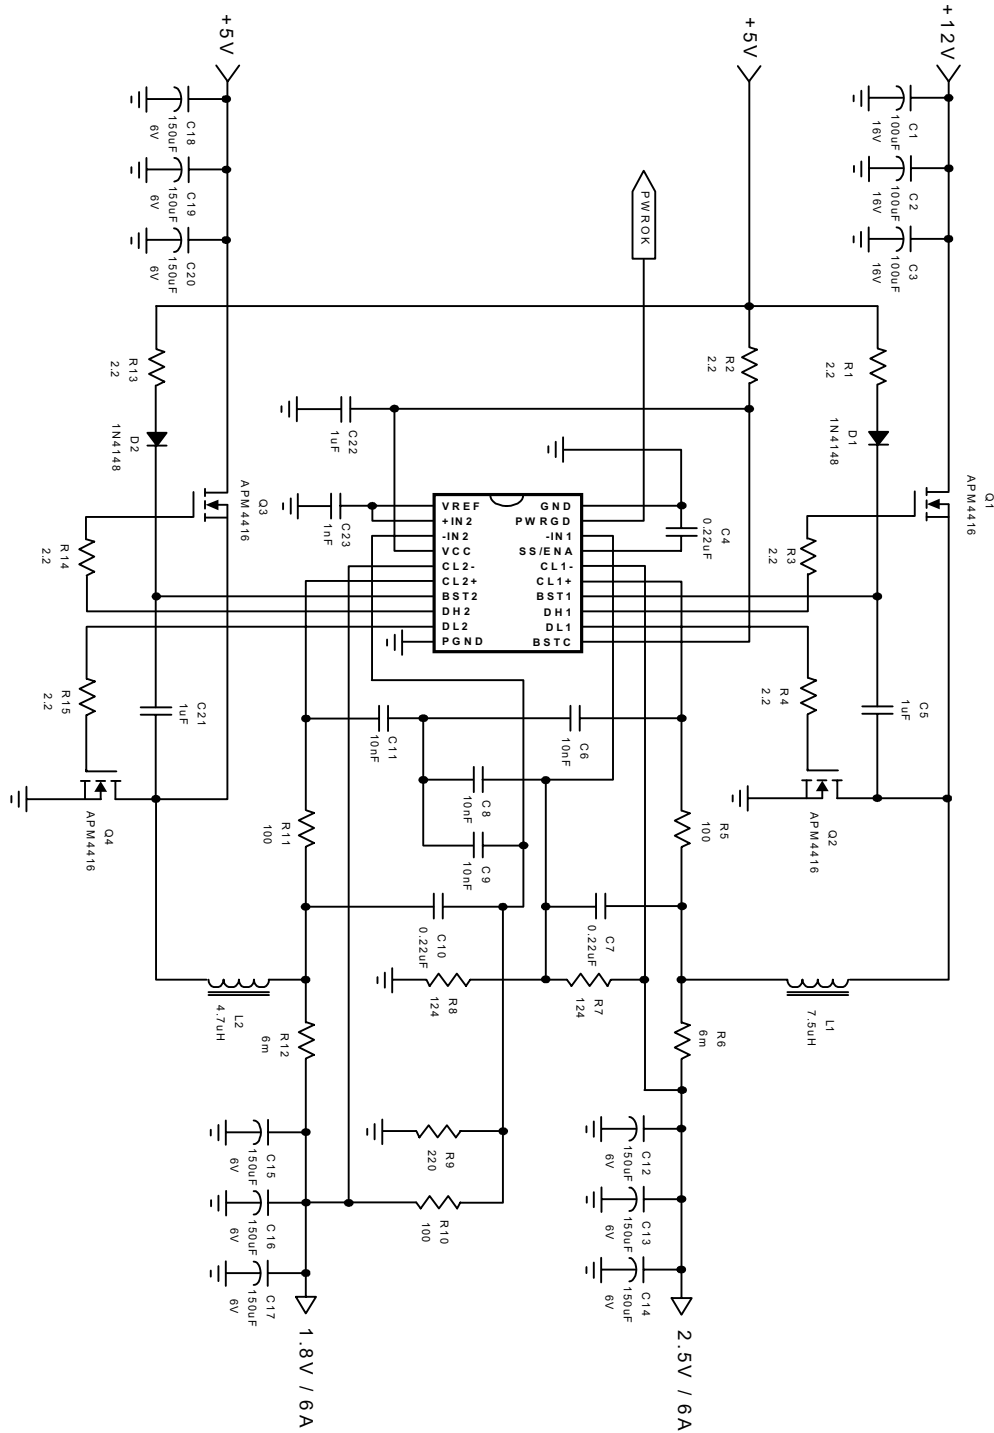 +12V
C1
100uF
16V
C2
100uF
16V
C3
100uF
16V
Q1
APM4416
R1
2.2
D1
1N4148
R3
2.2
R4
2.2
C5
1uF
Q2
APM4416
L1
7.5uH
+5V
R2
2.2
PWROK
C4
0.22uF
R5
100
R6
6m
C6
10nF
C7
0.22uF
R7
124
R8
124
C12
150uF
6V
C13
150uF
6V
C14
150uF
6V
2.5V / 6A
VREF
+IN2
-IN2
VCC
CL2-
CL2+
BST2
DH2
DL2
PGND
GND
PWRGD
-IN1
SS/ENA
CL1-
CL1+
BST1
DH1
DL1
BSTC
C22
1uF
C23
1nF
C11
10nF
C8
10nF
C9
10nF
C10
0.22uF
R9
220
R10
100
R11
100
R12
6m
C15
150uF
6V
C16
150uF
6V
C17
150uF
6V
1.8V / 6A
+5V
C18
150uF
6V
C19
150uF
6V
C20
150uF
6V
R13
2.2
D2
1N4148
Q3
APM4416
R14
2.2
R15
2.2
C21
1uF
Q4
APM4416
L2
4.7uH